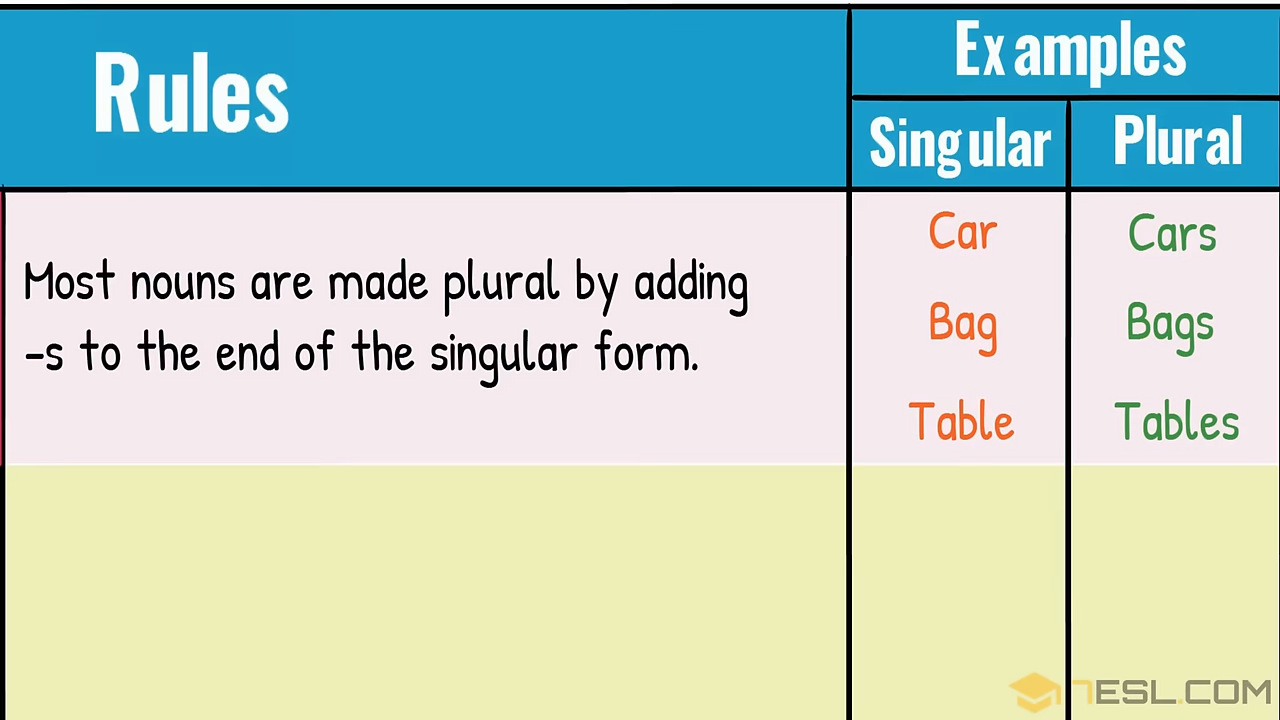 Rules
Examples
Singular
Plural
Most nouns are made plural by adding
-s to the end of the singular form.
Car
Cars
Bag
Bags
Table
Tables
7ESL.COM